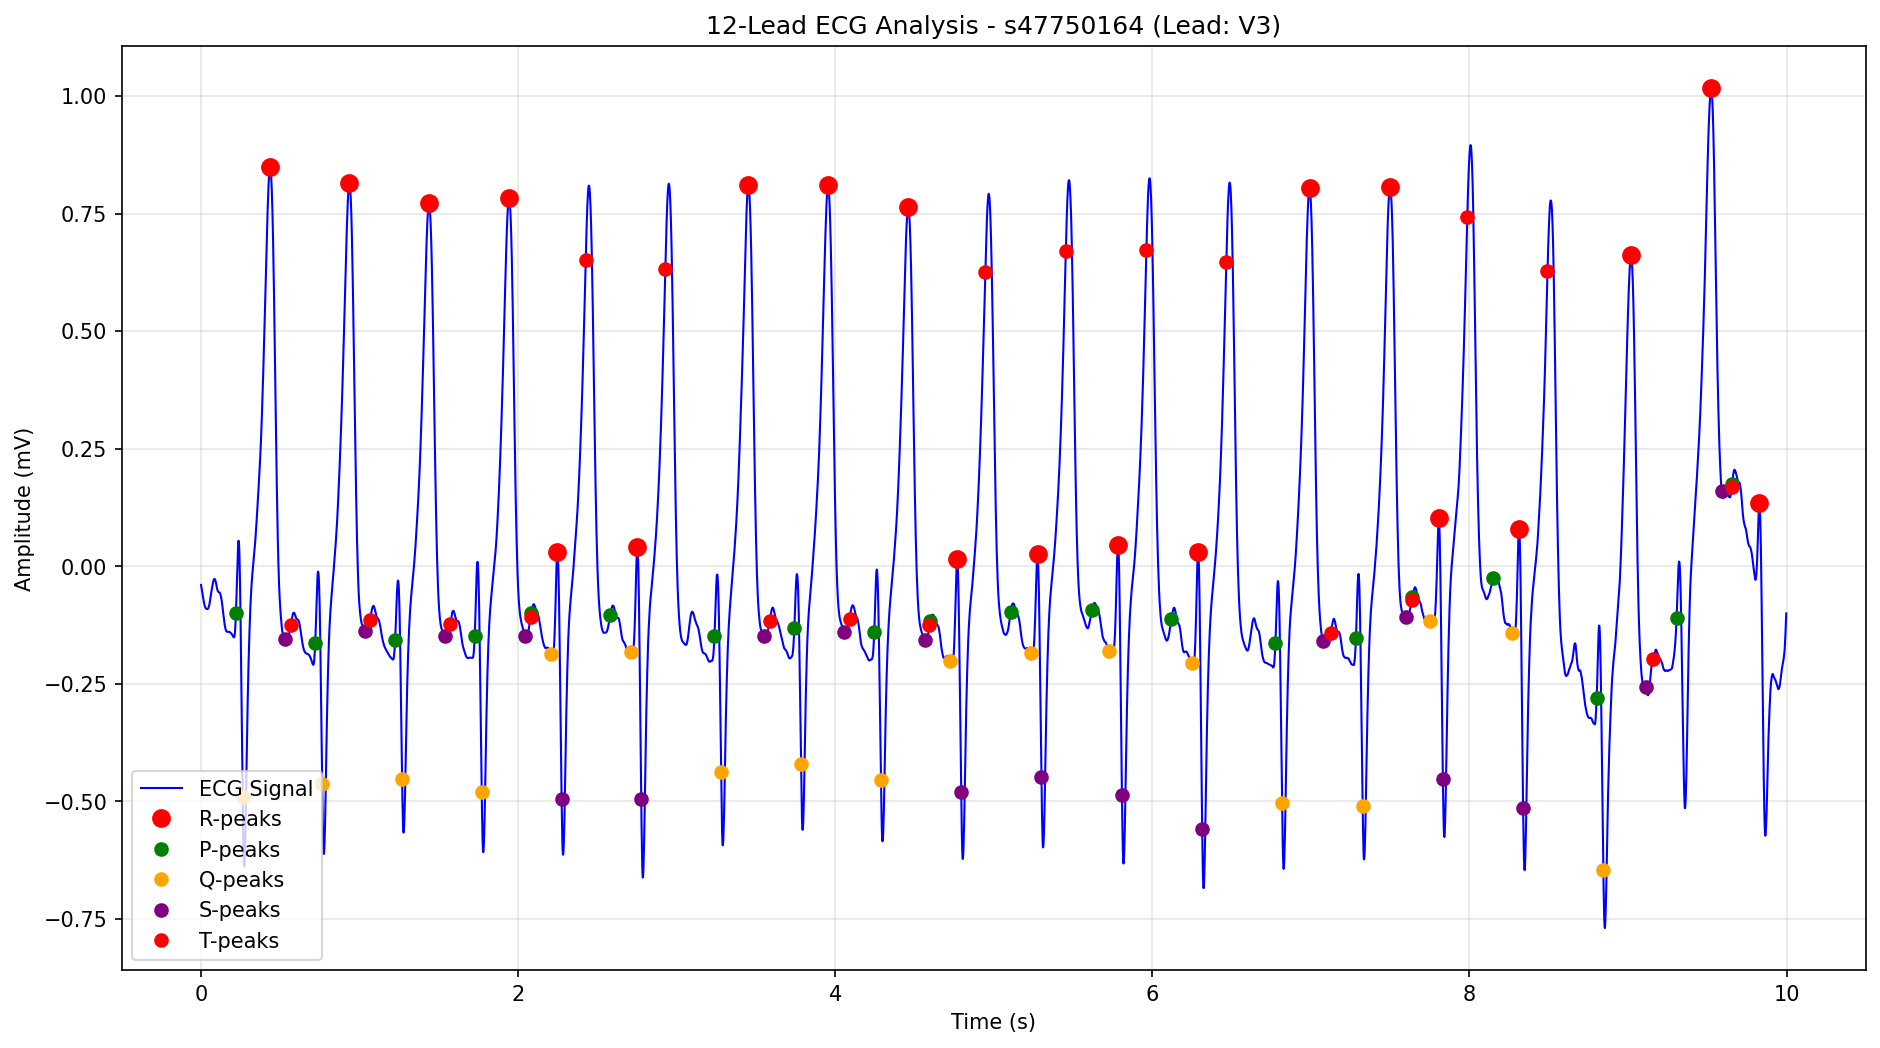 12-Lead ECG Analysis - s47750164 (Lead: V3)
Amplitude (mV)
1.00
0.75
0.50
0.25
0.00
−0.25
−0.50
−0.75
ECG Signal
R-peaks
P-peaks
Q-peaks
S-peaks
T-peaks
0 2 4 6 8 10
Time (s)